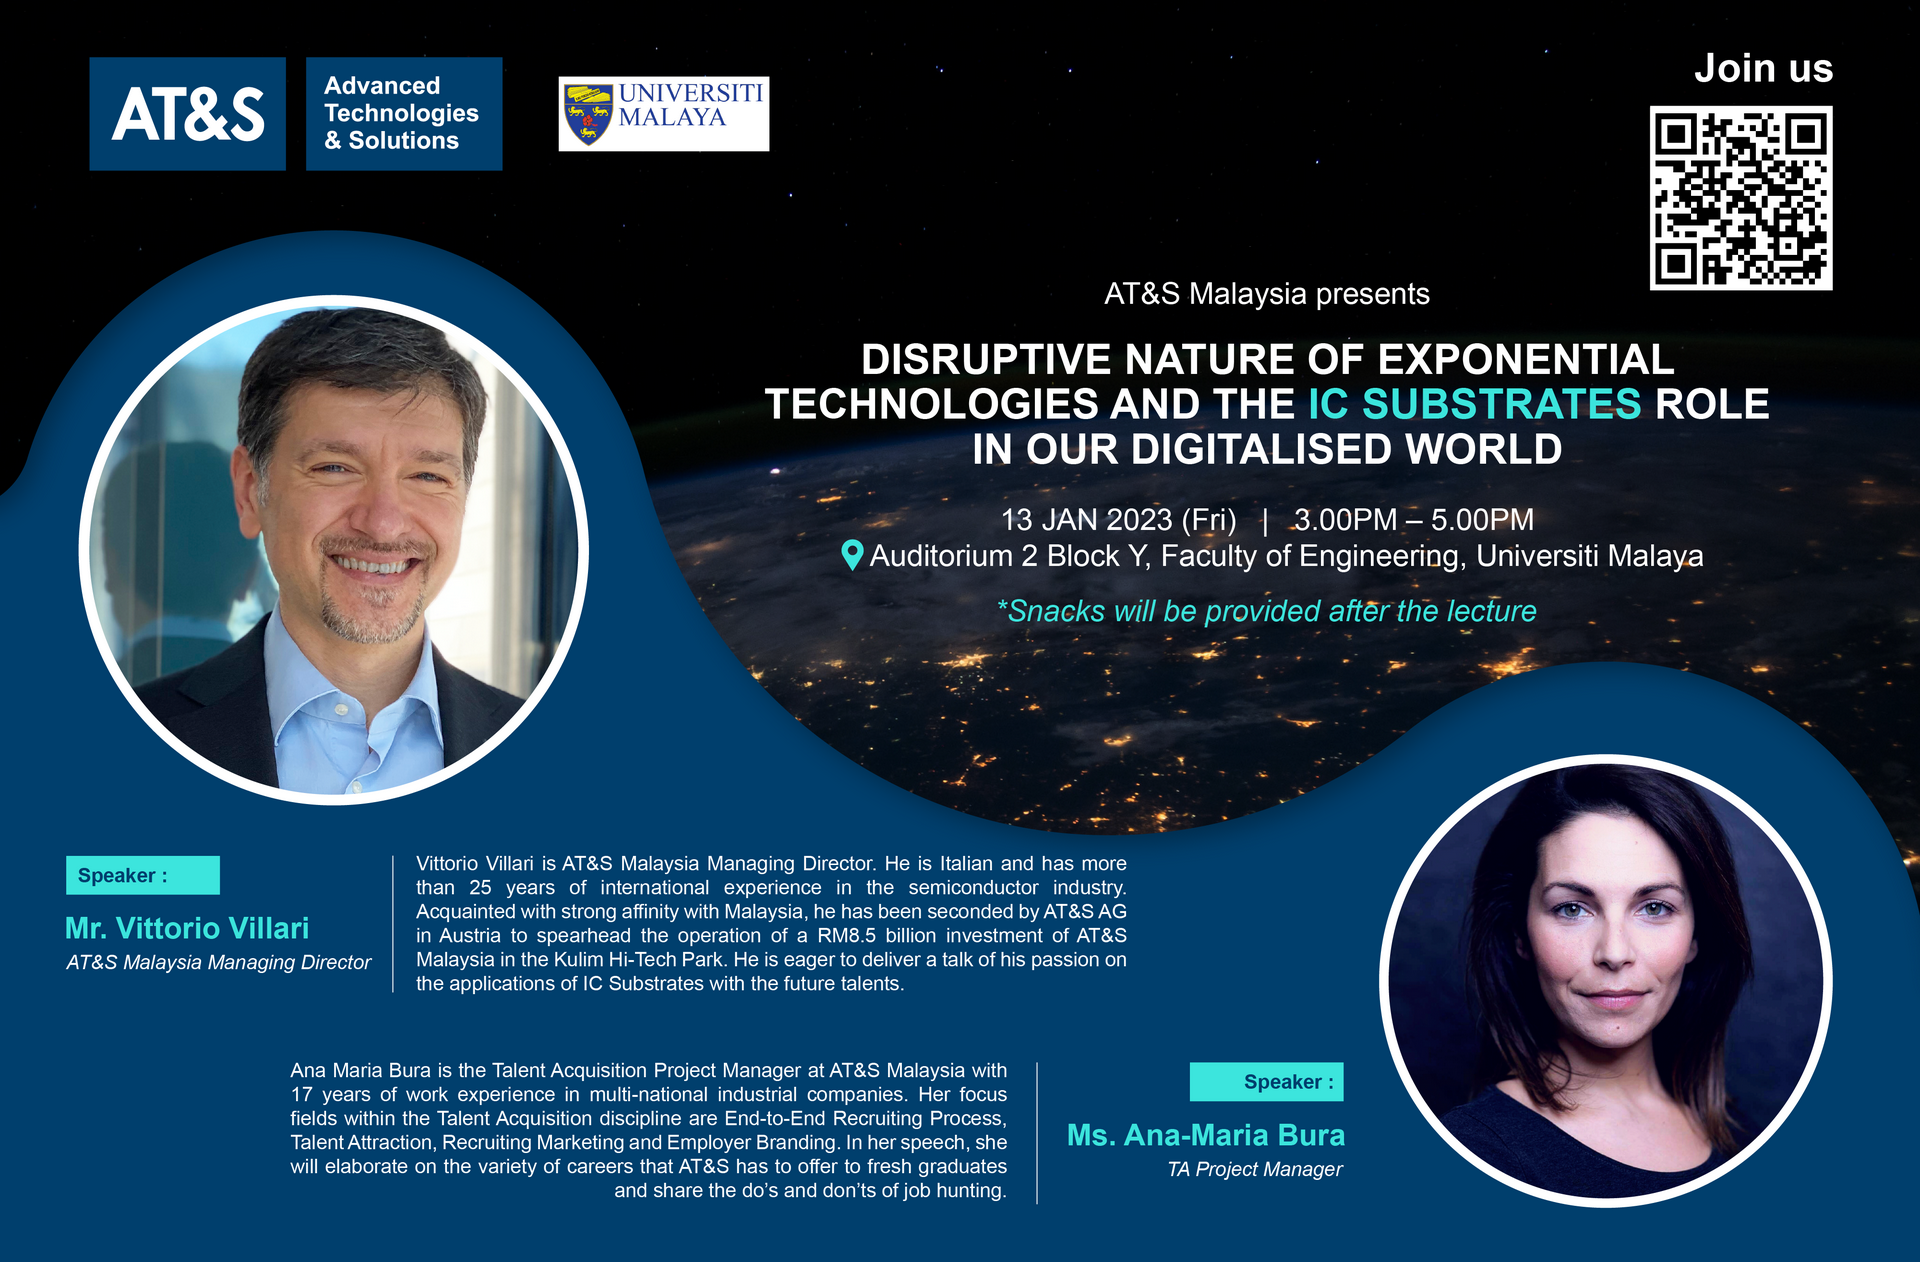 AT&S
Advanced
Technologies
& Solutions
UNIVERSITI
MALAYA
Join us
AT&S Malaysia presents
DISRUPTIVE NATURE OF EXPONENTIAL
TECHNOLOGIES AND THE IC SUBSTRATES ROLE
IN OUR DIGITALISED WORLD
13 JAN 2023 (Fri) | 3.00PM – 5.00PM
Auditorium 2 Block Y, Faculty of Engineering, Universiti Malaya
*Snacks will be provided after the lecture
Speaker :
Mr. Vittorio Villari
AT&S Malaysia Managing Director
Vittorio Villari is AT&S Malaysia Managing Director. He is Italian and has more
than 25 years of international experience in the semiconductor industry.
Acquainted with strong affinity with Malaysia, he has been seconded by AT&S AG
in Austria to spearhead the operation of a RM8.5 billion investment of AT&S
Malaysia in the Kulim Hi-Tech Park. He is eager to deliver a talk of his passion on
the applications of IC Substrates with the future talents.
Ana Maria Bura is the Talent Acquisition Project Manager at AT&S Malaysia with
17 years of work experience in multi-national industrial companies. Her focus
fields within the Talent Acquisition discipline are End-to-End Recruiting Process,
Talent Attraction, Recruiting Marketing and Employer Branding. In her speech, she
will elaborate on the variety of careers that AT&S has to offer to fresh graduates
and share the do's and don'ts of job hunting.
Speaker :
Ms. Ana-Maria Bura
TA Project Manager